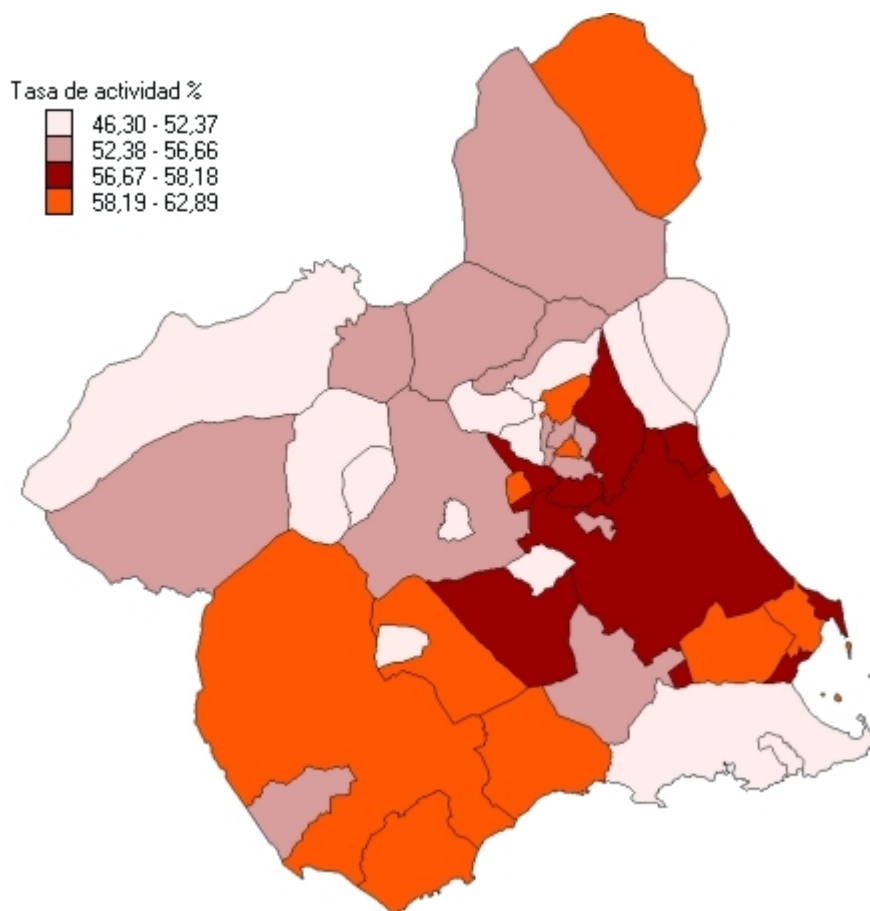 Tasa de actividad %
46,30 - 52,37
52,38 - 56,66
56,67 - 58,18
58,19 - 62,89